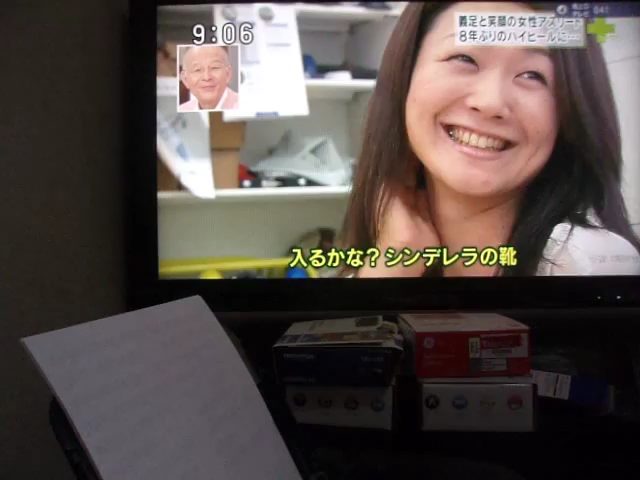 9:06
義足と笑顔の女性アスリート
8年ぶりのハイヒールに…
041
入るかな?シンデレラの靴